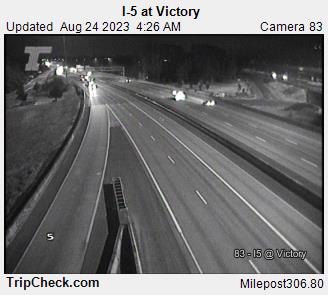 I-5 at Victory
Updated Aug 24 2023 4:26 AM Camera 83
T
S
83 - I5 @ Victory
TripCheck.com Milepost306.80